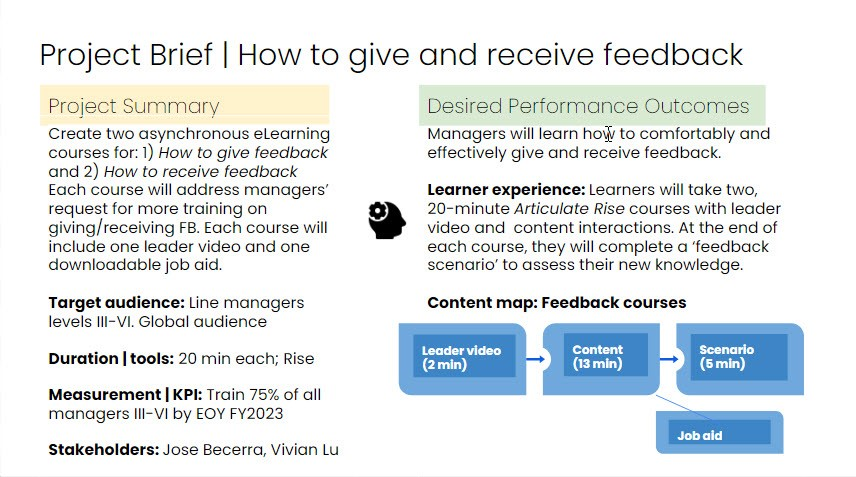 Project Brief | How to give and receive feedback
Project Summary
Create two asynchronous eLearning
courses for: 1) How to give feedback
and 2) How to receive feedback
Each course will address managers’
request for more training on
giving/receiving FB. Each course will
include one leader video and one
downloadable job aid.
Target audience: Line managers
levels III-VI. Global audience
Duration | tools: 20 min each; Rise
Measurement | KPI: Train 75% of all
managers III-VI by EOY FY2023
Stakeholders: Jose Becerra, Vivian Lu
Desired Performance Outcomes
Managers will learn how to comfortably and
effectively give and receive feedback.
Learner experience: Learners will take two,
20-minute Articulate Rise courses with leader
video and  content interactions. At the end of
each course, they will complete a ‘feedback
scenario’ to assess their new knowledge.
Content map: Feedback courses
Leader video
(2 min)
Content
(13 min)
Scenario
(5 min)
Job aid